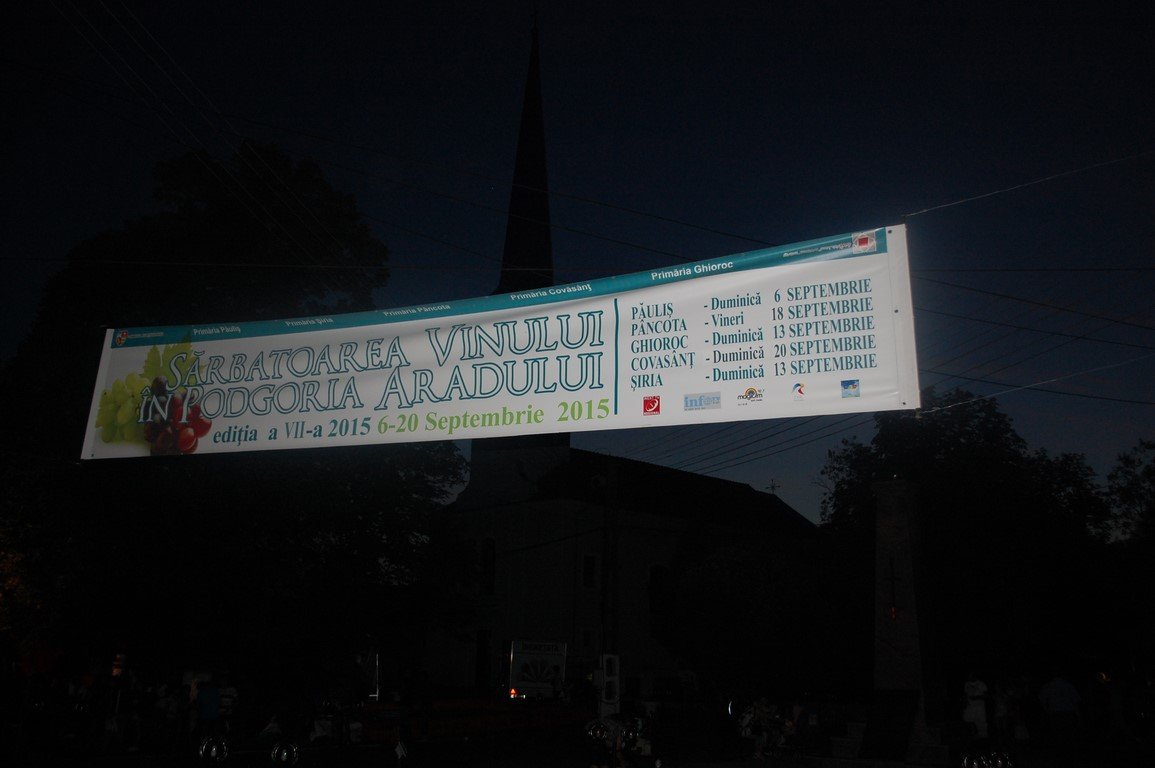 Primăria Păuliș
Primăria Șiria
Primăria Pâncota
Primăria Covăsânț
Primăria Ghioroc
SĂRBATOAREA VINULUI
ÎN PODGORIA ARADULUI
ediția a VII-a 2015 6-20 Septembrie 2015
PĂULIȘ - Duminică 6 SEPTEMBRIE
PÂNCOTA - Vineri 18 SEPTEMBRIE
GHIOROC - Duminică 13 SEPTEMBRIE
COVASÂNȚ - Duminică 20 SEPTEMBRIE
ȘIRIA - Duminică 13 SEPTEMBRIE